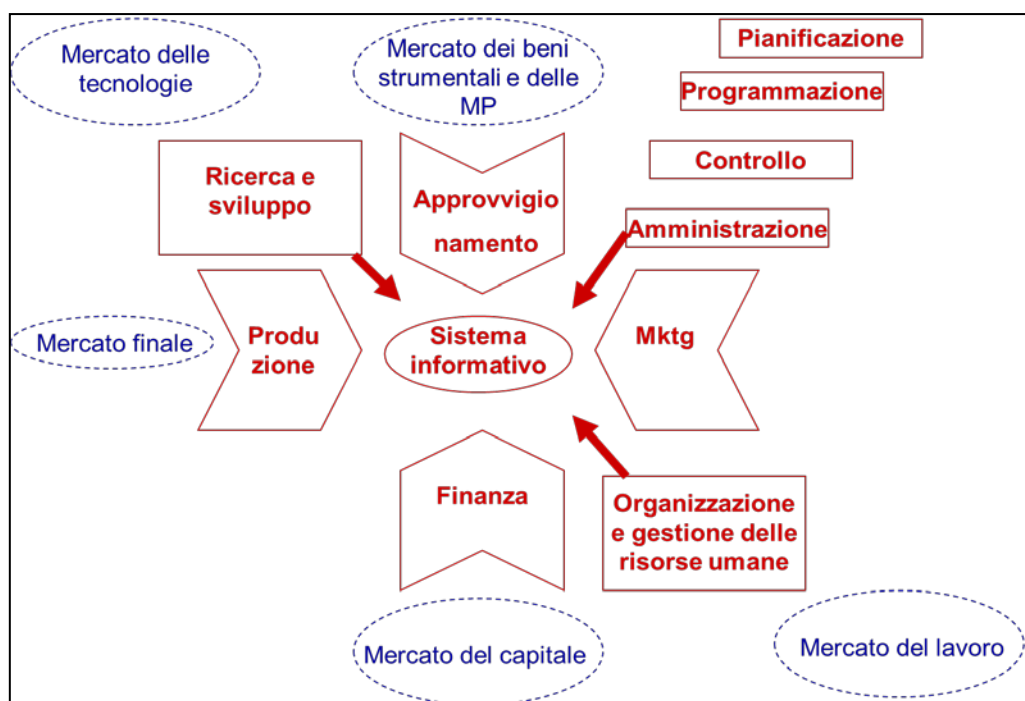 Mercato delle
tecnologie
Mercato dei beni
strumentali e delle
MP
Pianificazione
Programmazione
Controllo
Amministrazione
Ricerca e
sviluppo
Approvvigio
namento
Mercato finale
Produ
zione
Sistema
informativo
Mktg
Finanza
Organizzazione
e gestione delle
risorse umane
Mercato del capitale
Mercato del lavoro